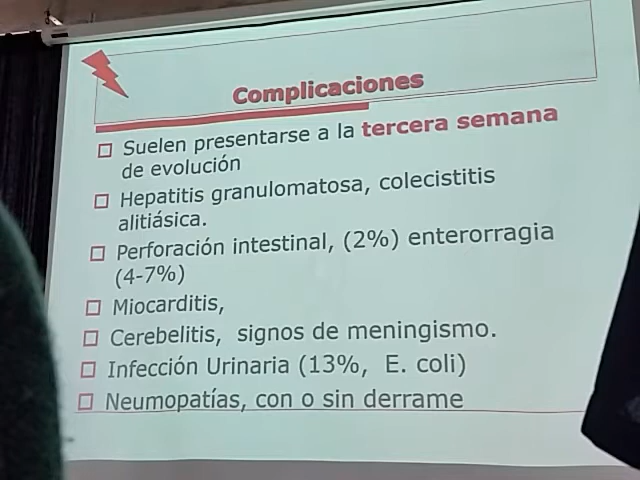 Complicaciones
Suelen presentarse a la tercera semana
de evolución
Hepatitis granulomatosa, colecistitis
alitiásica.
Perforación intestinal, (2%) enterorragia
(4-7%)
Miocarditis,
Cerebelitis, signos de meningismo.
Infección Urinaria (13%, E. coli)
Neumopatías, con o sin derrame